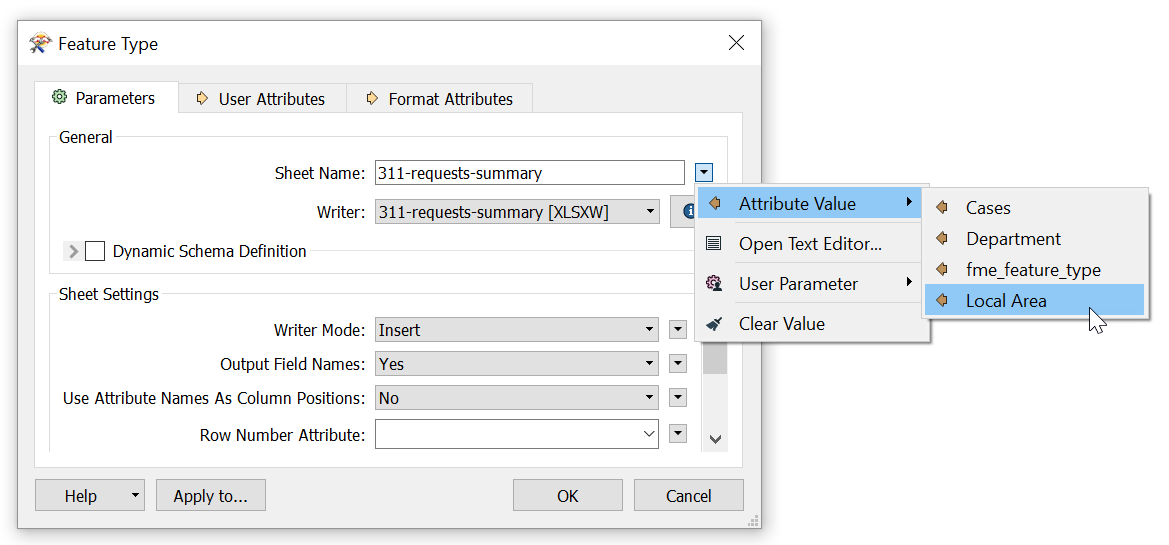 Feature Type
Parameters
User Attributes
Format Attributes
General
Sheet Name: 311-requests-summary
Writer: 311-requests-summary [XLSXW]
Dynamic Schema Definition
Attribute Value
Open Text Editor...
User Parameter
Clear Value
Cases
Department
fme_feature_type
Local Area
Sheet Settings
Writer Mode: Insert
Output Field Names: Yes
Use Attribute Names As Column Positions: No
Row Number Attribute:
Help
Apply to...
OK
Cancel